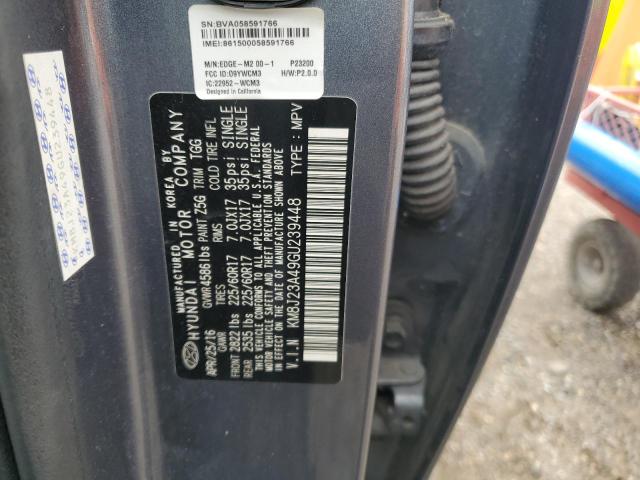 SN:BVA058591766
IMEI:861500058591766
M/N:EDGE-M2 00-1 P23200
FCC ID:O9YWCM3 H/W:P2.0.0
IC:22952-WCM3
Designed in California
MANUFACTURED IN KOREA BY
HYUNDAI MOTOR COMPANY
APR/25/16 GVWR 4586 lbs PAINT Z5G TRIM TGG
GAWR TIRES RIMS COLD TIRE INFL
FRONT 2822 lbs 225/60R17 7.0JX17 35psi SINGLE
REAR 2535 lbs 225/60R17 7.0JX17 35psi SINGLE
THIS VEHICLE CONFORMS TO ALL APPLICABLE U.S.A. FEDERAL
MOTOR VEHICLE SAFETY AND THEFT PREVENTION STANDARDS
IN EFFECT ON THE DATE OF MANUFACTURE SHOWN ABOVE
V.I.N KM8J23A49GU239448 TYPE: MPV